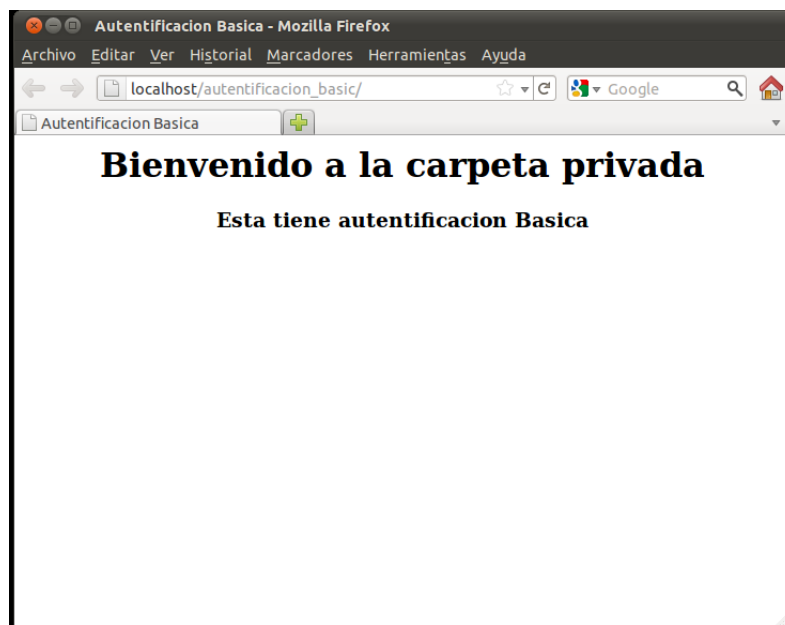 Autentificacion Basica - Mozilla Firefox
Archivo Editar Ver Historial Marcadores Herramientas Ayuda
localhost/autentificacion_basic/ Google
Autentificacion Basica
Bienvenido a la carpeta privada
Esta tiene autentificacion Basica